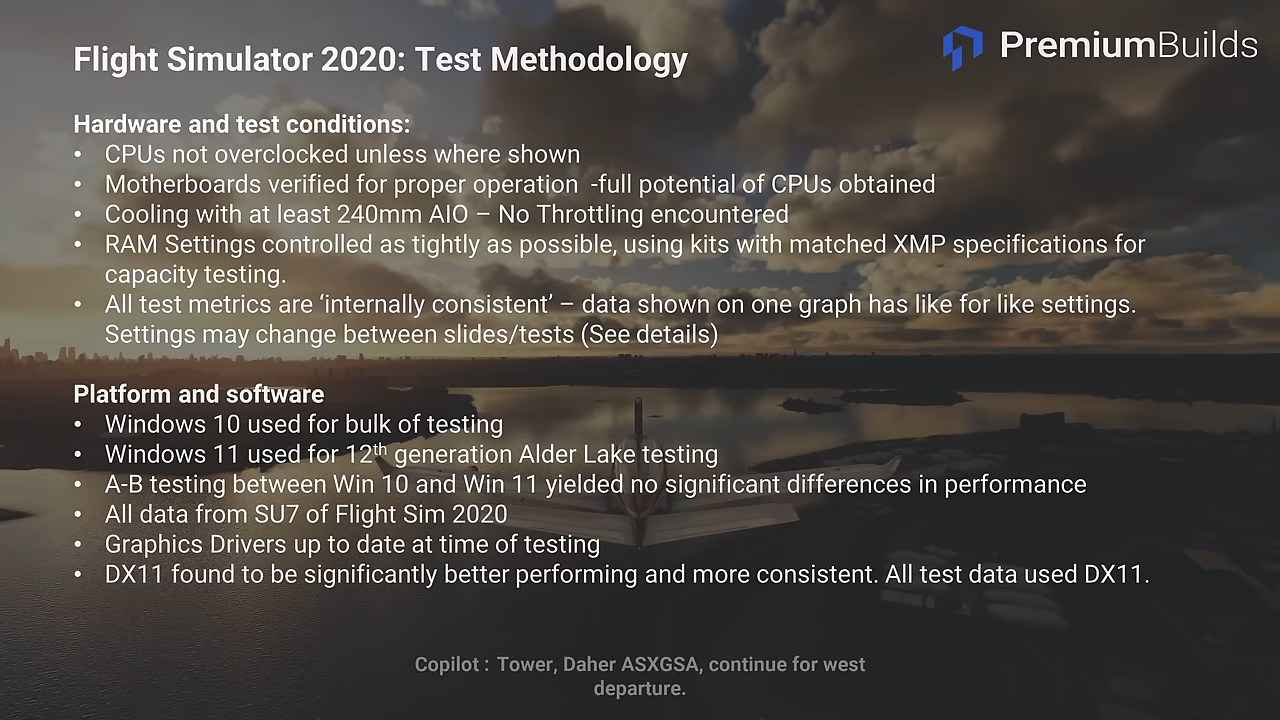 Flight Simulator 2020: Test Methodology
PremiumBuilds
Hardware and test conditions:
• CPUs not overclocked unless where shown
• Motherboards verified for proper operation -full potential of CPUs obtained
• Cooling with at least 240mm AIO – No Throttling encountered
• RAM Settings controlled as tightly as possible, using kits with matched XMP specifications for
capacity testing.
• All test metrics are ‘internally consistent’ – data shown on one graph has like for like settings.
Settings may change between slides/tests (See details)
Platform and software
• Windows 10 used for bulk of testing
• Windows 11 used for 12th generation Alder Lake testing
• A-B testing between Win 10 and Win 11 yielded no significant differences in performance
• All data from SU7 of Flight Sim 2020
• Graphics Drivers up to date at time of testing
• DX11 found to be significantly better performing and more consistent. All test data used DX11.
Copilot : Tower, Daher ASXGSA, continue for west
departure.